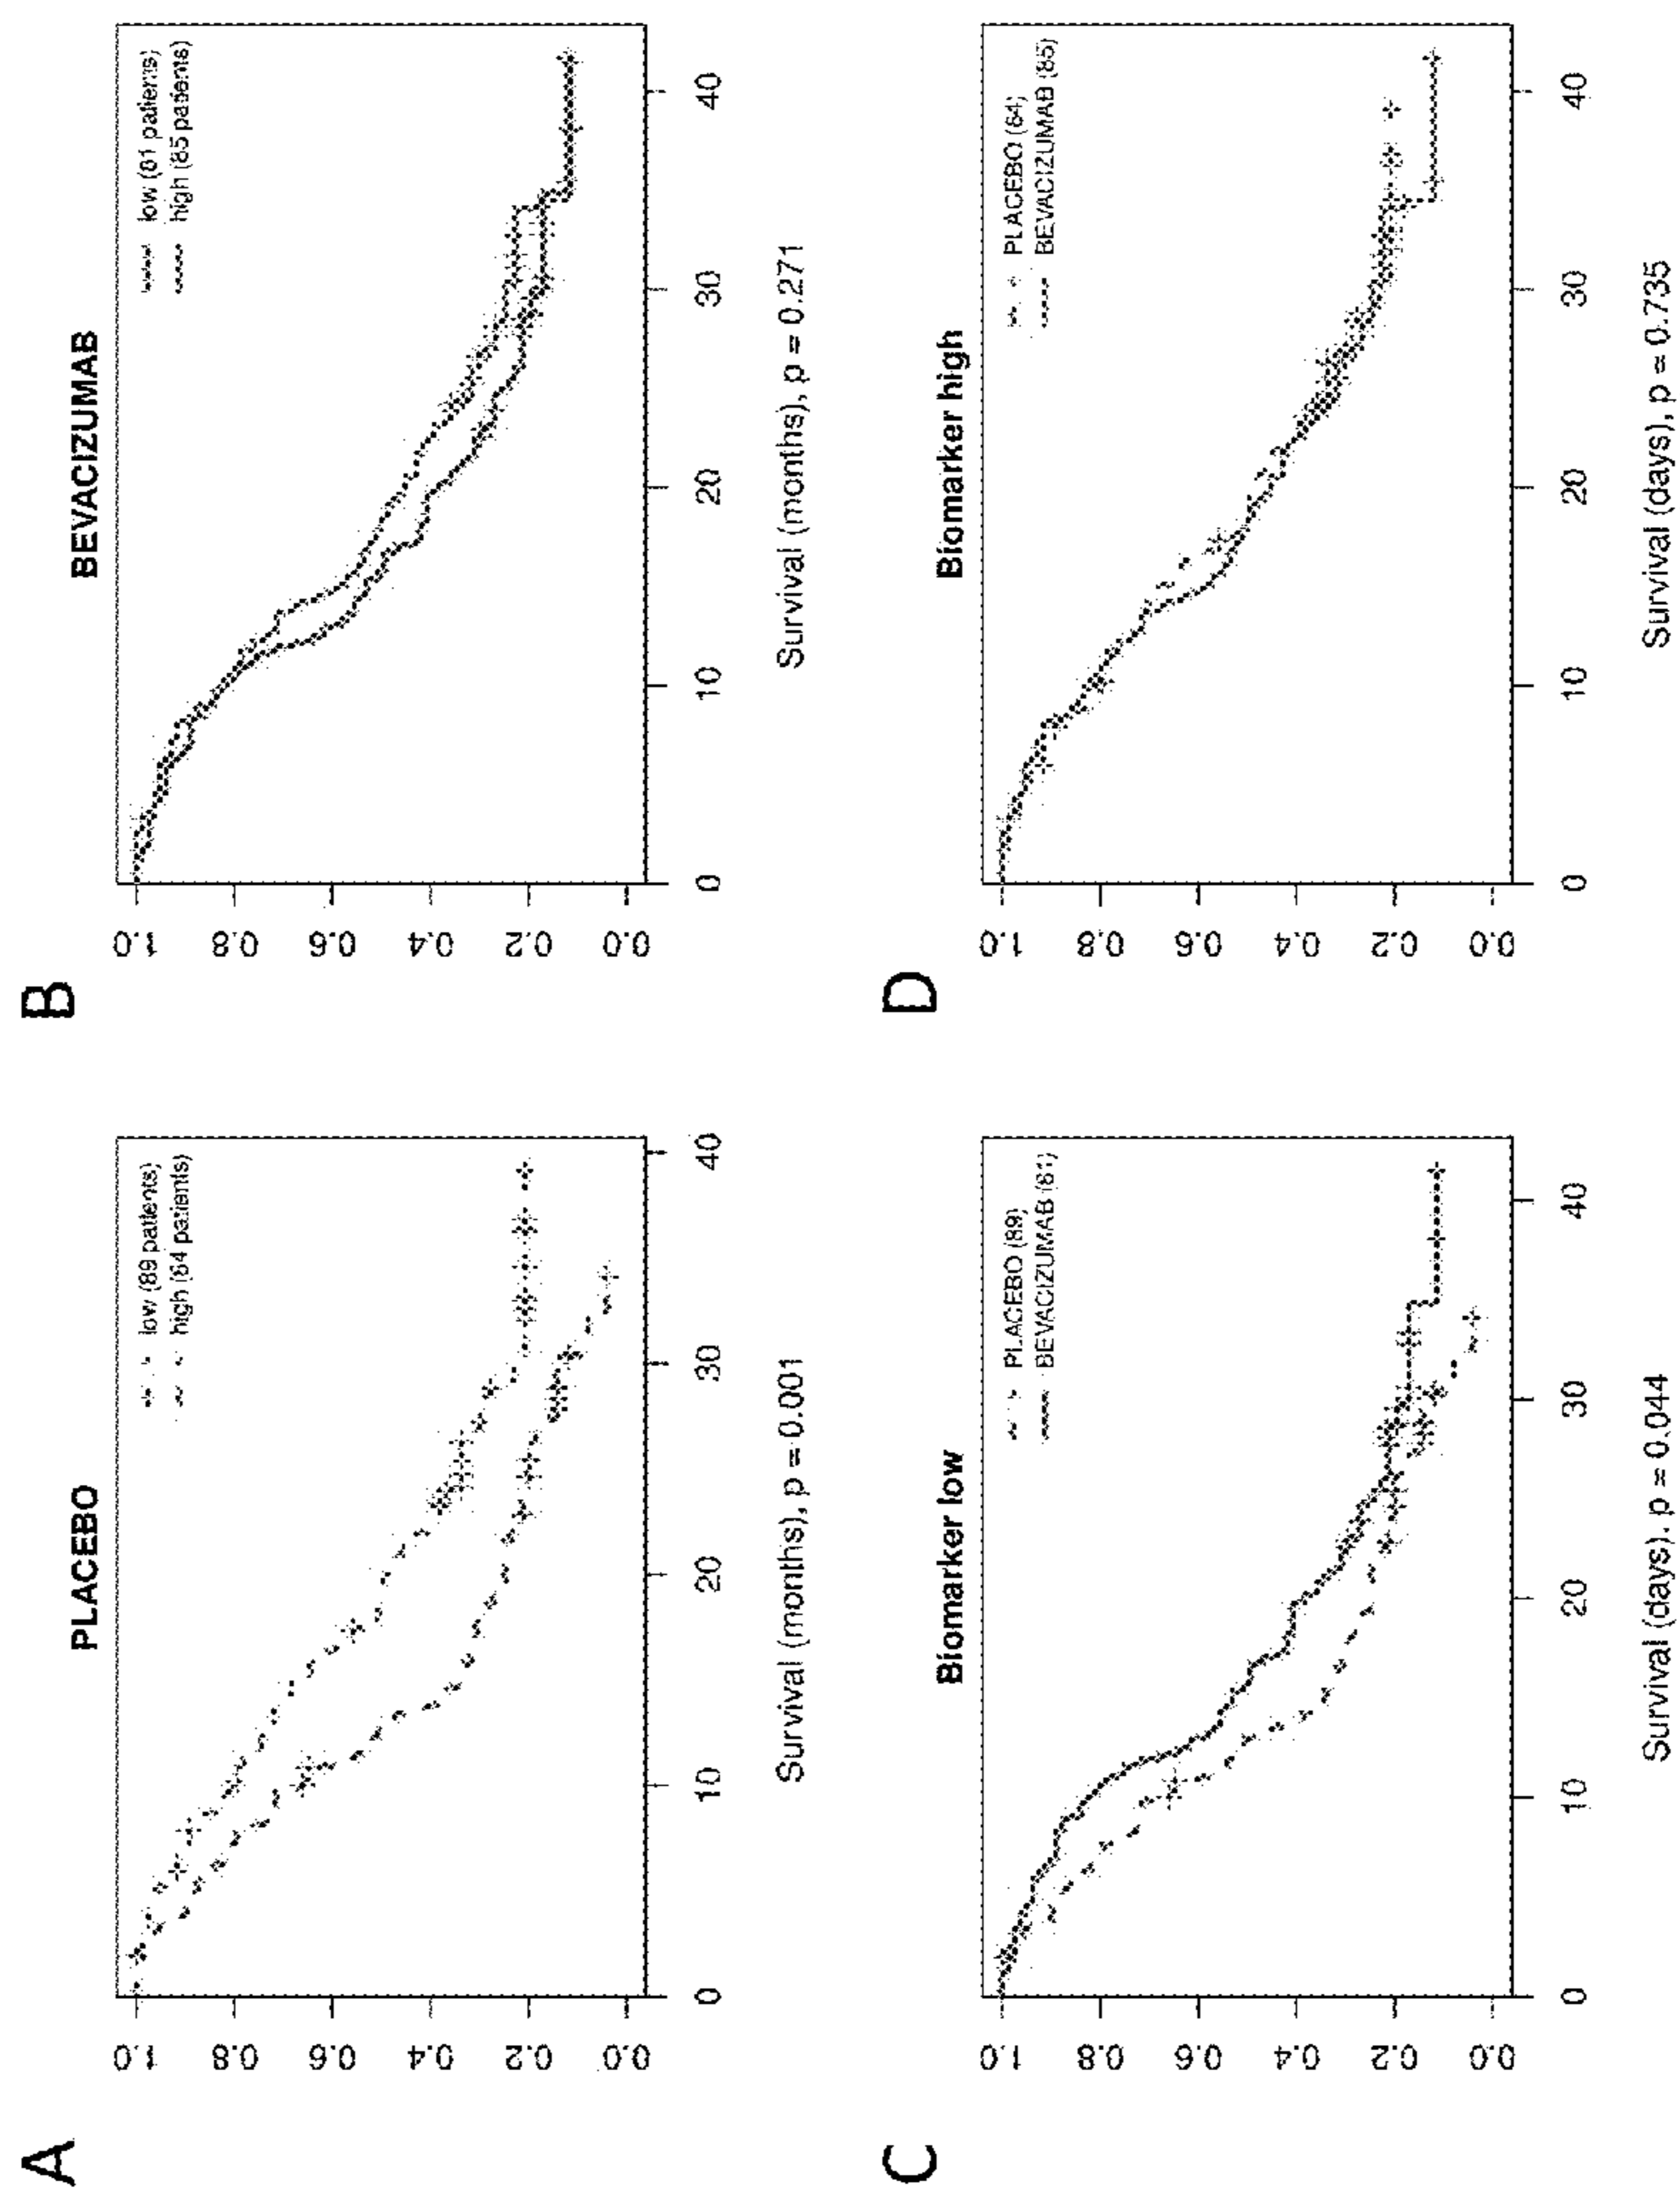 A
PLACEBO
low (89 patients)
high patients)
1.0
0.8
0.6
0.4
0.2
0.0
0 10 20 30 40
Survival (months), p = 0.001
B
BEVACIZUMAB
low patients)
high (85 patients)
1.0
0.8
0.6
0.4
0.2
0.0
0 10 20 30 40
Survival (months), p = 0.271
C
Biomarker low
PLACEBO (89)
BEVACIZUMAB
1.0
0.8
0.6
0.4
0.2
0.0
0 10 20 30 40
Survival (days), p = 0.044
D
Biomarker high
PLACEBO
BEVACIZUMAB (85)
1.0
0.8
0.6
0.4
0.2
0.0
0 10 20 30 40
Survival (days), p = 0.735